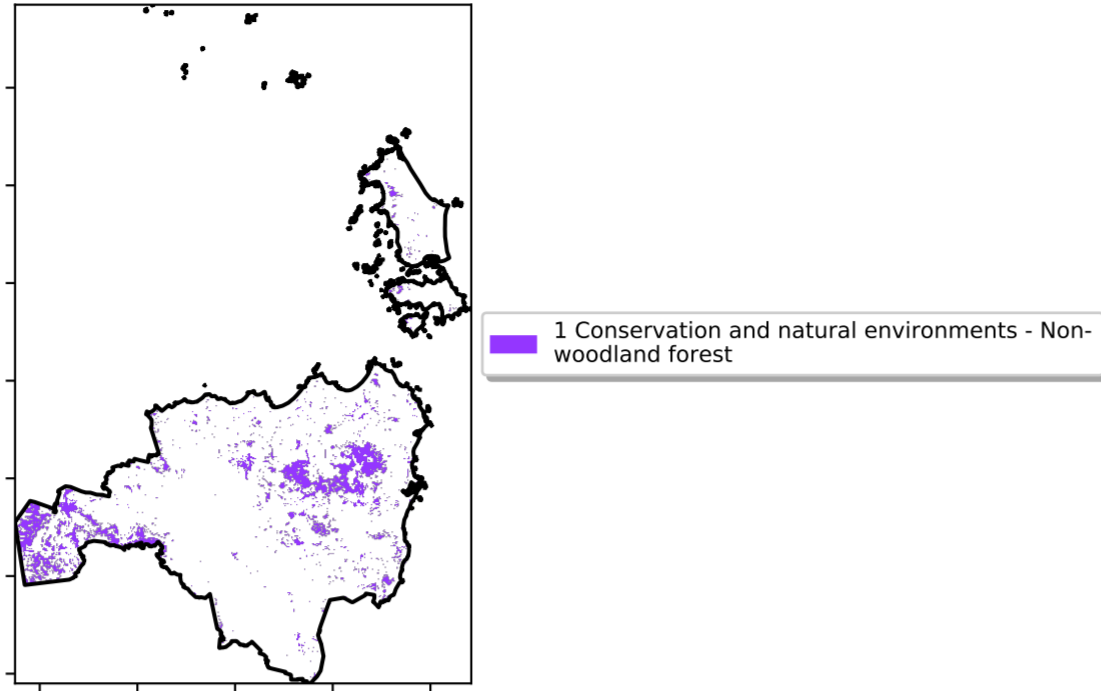 1 Conservation and natural environments - Non-
woodland forest